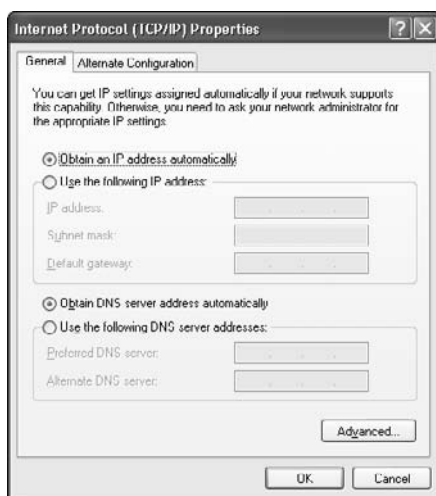 Internet Protocol (TCP/IP) Properties
General
Alternate Configuration
You can get IP settings assigned automatically if your network supports
this capability. Otherwise, you need to ask your network administrator for
the appropriate IP settings.
Obtain an IP address automatically
Use the following IP address:
IP address:
Subnet mask:
Default gateway:
Obtain DNS server address automatically
Use the following DNS server addresses:
Preferred DNS server:
Alternate DNS server:
Advanced...
OK
Cancel